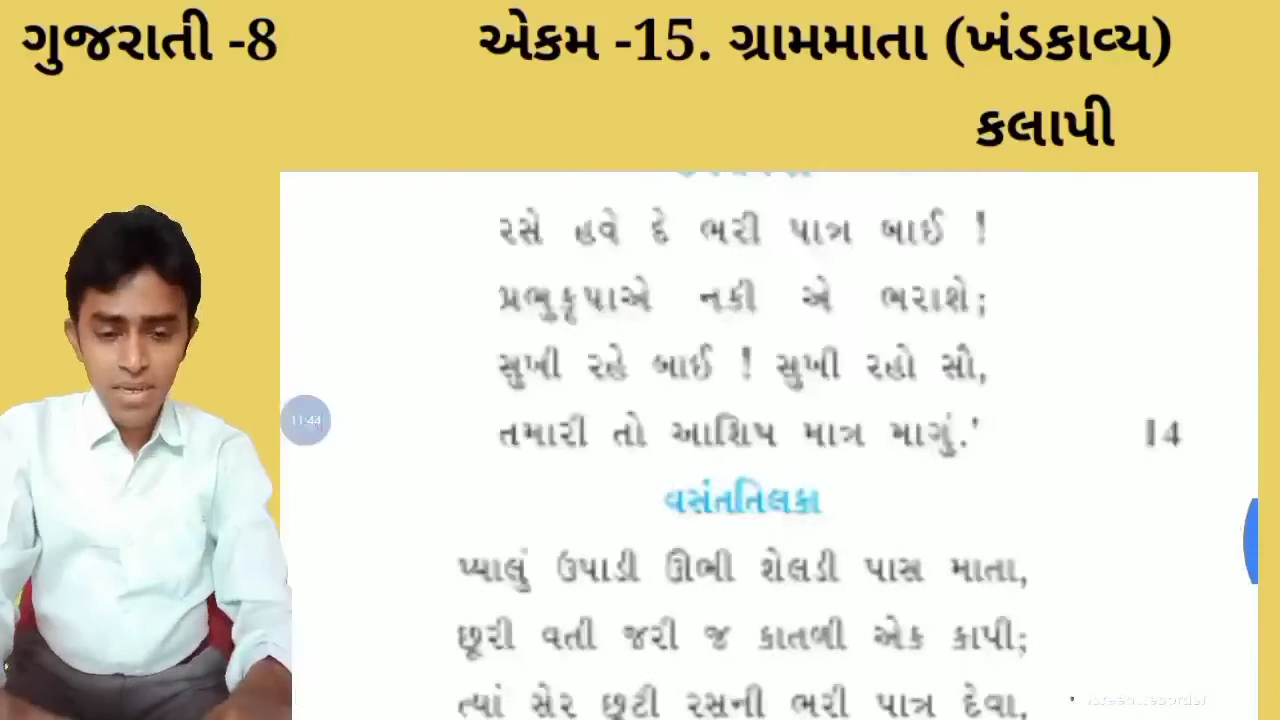 ગુજરાતી -8 એકમ -15. ગ્રામમાતા (ખંડકાવ્ય)
કલાપી
રસે હવે દે ભરી પાત્ર બાઈ !
પ્રભુકૃપાએ નકી એ ભરાશે;
સુખી રહે બાઈ ! સુખી રહો સૌ,
તમારી તો આશિષ માત્ર માગું.' 14
11:44
વસંતતિલકા
પ્યાલું ઉપાડી ઊભી શેલડી પાસ માતા,
છૂરી વતી જરી જ કાતળી એક કાપી;
ત્યાં સેર છૂટી રસની ભરી પાત્ર દેવા,